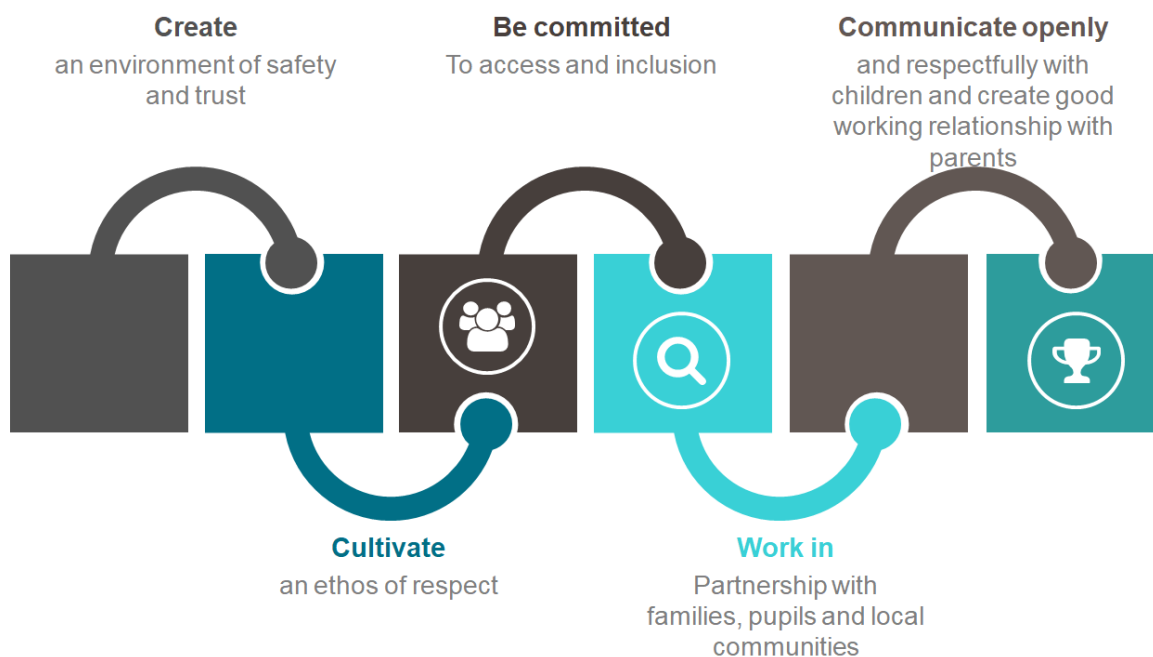 Create
an environment of safety
and trust
Be committed
To access and inclusion
Communicate openly
and respectfully with
children and create good
working relationship with
parents
Cultivate
an ethos of respect
Work in
Partnership with
families, pupils and local
communities